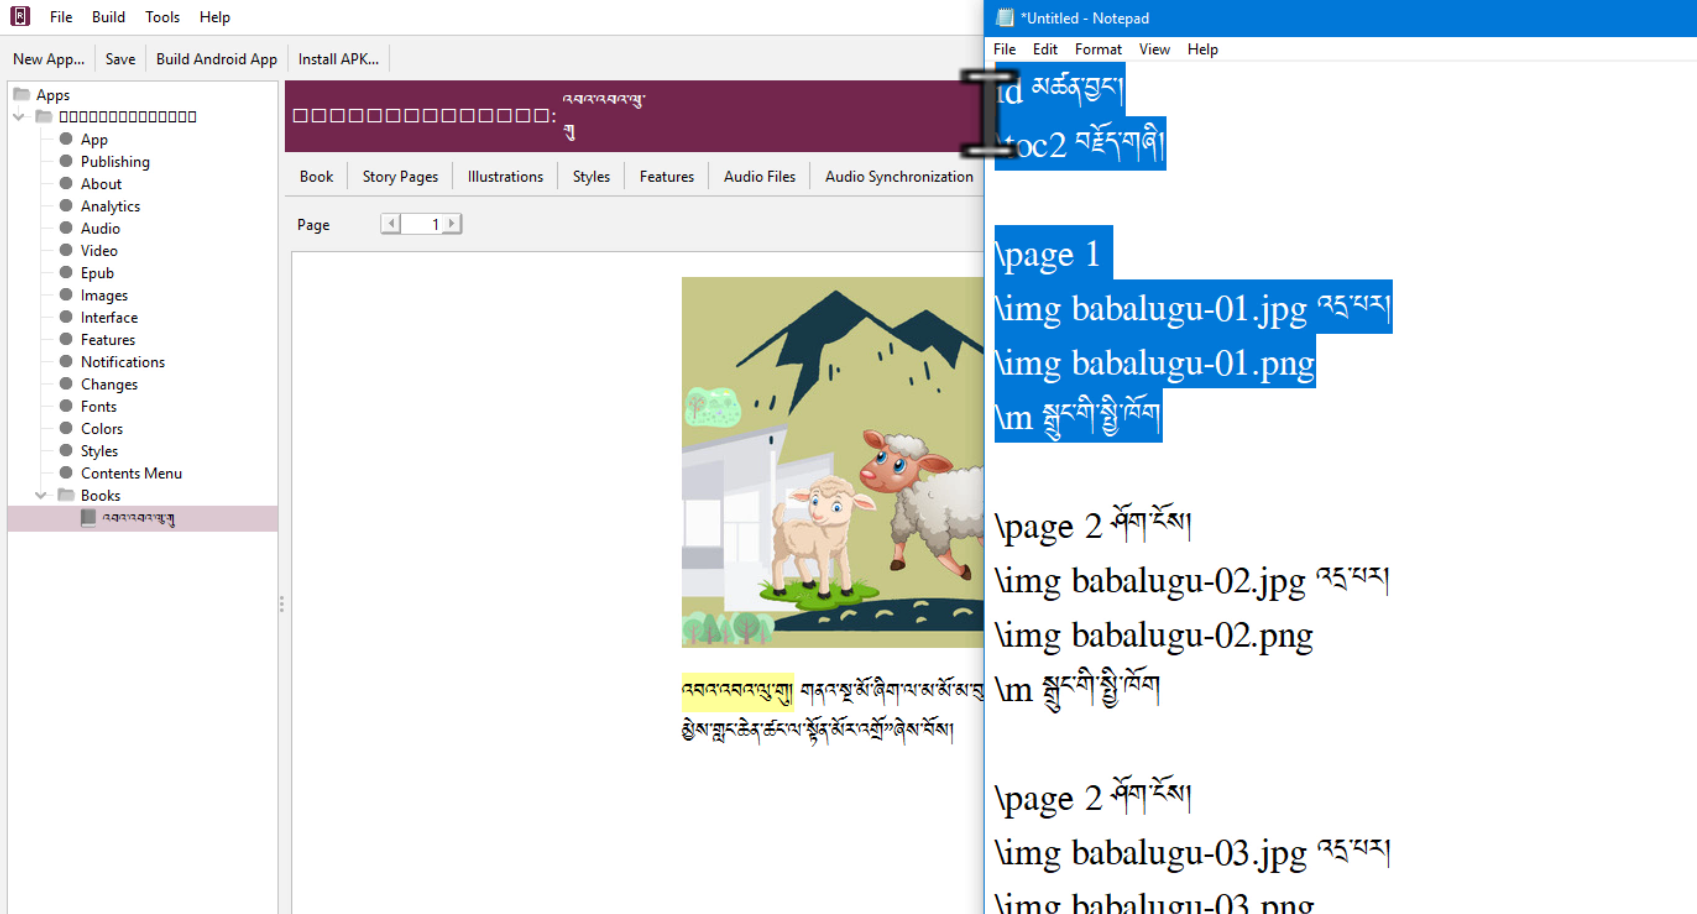 File Build Tools Help
New App... Save Build Android App Install APK...
Apps
App
Publishing
About
Analytics
Audio
Video
Epub
Images
Interface
Features
Notifications
Changes
Fonts
Colors
Styles
Contents Menu
Books
འབའ་འབའ་ལུ་གུ
འབའ་འབའ་ལུ་
གུ
Book Story Pages Illustrations Styles Features Audio Files Audio Synchronization
Page 1
འབའ་འབའ་ལུ་གུ། གནའ་སྔ་མོ་ཞིག་ལ་མ་མོ་མ་བུ
མྱེས་གླང་ཆེན་ཚང་ལ་སྟོན་མོར་འགྲོ”ཞེས་བོས།
*Untitled - Notepad
File Edit Format View Help
id མཚན་བྱང་།
\toc2 བརྗོད་གཞི།
\page 1
\img babalugu-01.jpg འདྲ་པར།
\img babalugu-01.png
\m སྒྲུང་གི་སྤྱི་ཁོག
\page 2 ཤོག་ངོས།
\img babalugu-02.jpg འདྲ་པར།
\img babalugu-02.png
\m སྒྲུང་གི་སྤྱི་ཁོག
\page 2 ཤོག་ངོས།
\img babalugu-03.jpg འདྲ་པར།
\img babalugu-03.png